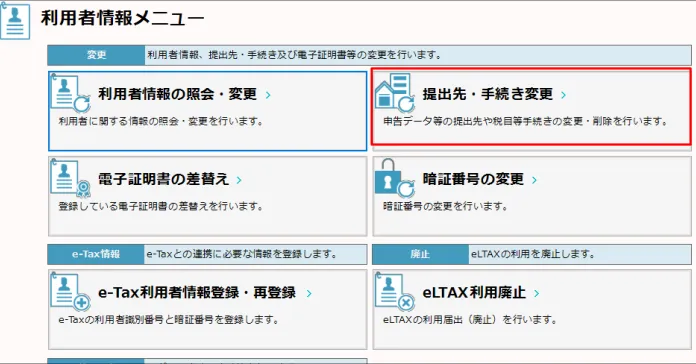 利用者情報メニュー
変更
利用者情報、提出先・手続き及び電子証明書等の変更を行います。
利用者情報の照会・変更
利用者に関する情報の照会・変更を行います。
提出先・手続き変更
申告データ等の提出先や税目等手続きの変更・削除を行います。
電子証明書の差替え
登録している電子証明書の差替えを行います。
暗証番号の変更
暗証番号の変更を行います。
e-Tax情報
e-Taxとの連携に必要な情報を登録します。
廃止
eLTAXの利用を廃止します。
e-Tax利用者情報登録・再登録
e-Taxの利用者識別番号と暗証番号を登録します。
eLTAX利用廃止
eLTAXの利用届出（廃止）を行います。